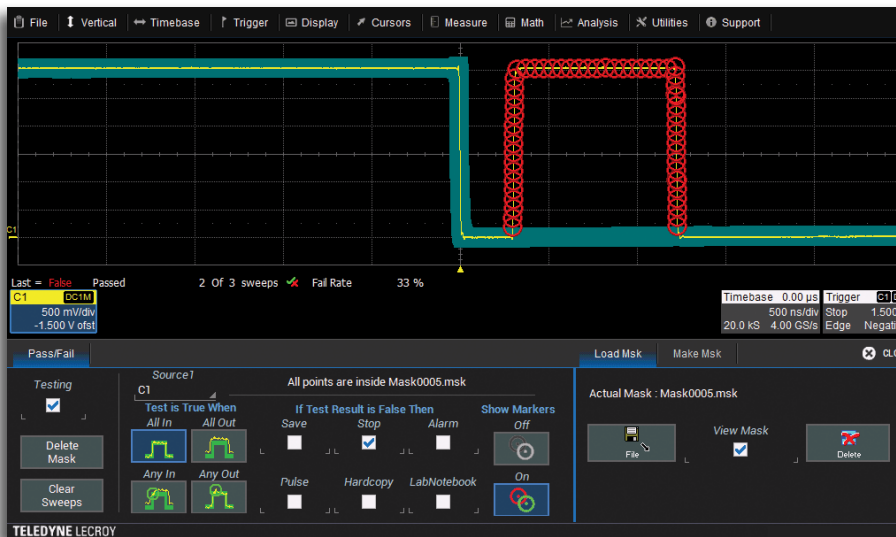 File Vertical Timebase Trigger Display Cursors Measure Math Analysis Utilities Support
C1
Last = False Passed 2 Of 3 sweeps Fail Rate 33 %
C1 DC1M
500 mV/div
-1.500 V ofst
Timebase 0.00 µs
500 ns/div
20.0 kS 4.00 GS/s
Trigger C1
Stop 1.500
Edge Negati
Pass/Fail
Testing
Delete
Mask
Clear
Sweeps
Source1
C1
All points are inside Mask0005.msk
Test is True When
All In All Out
Any In Any Out
If Test Result is False Then
Save Stop Alarm
Pulse Hardcopy LabNotebook
Show Markers
Off
On
Load Msk Make Msk CLO
Actual Mask : Mask0005.msk
File
View Mask
Delete
TELEDYNE LECROY